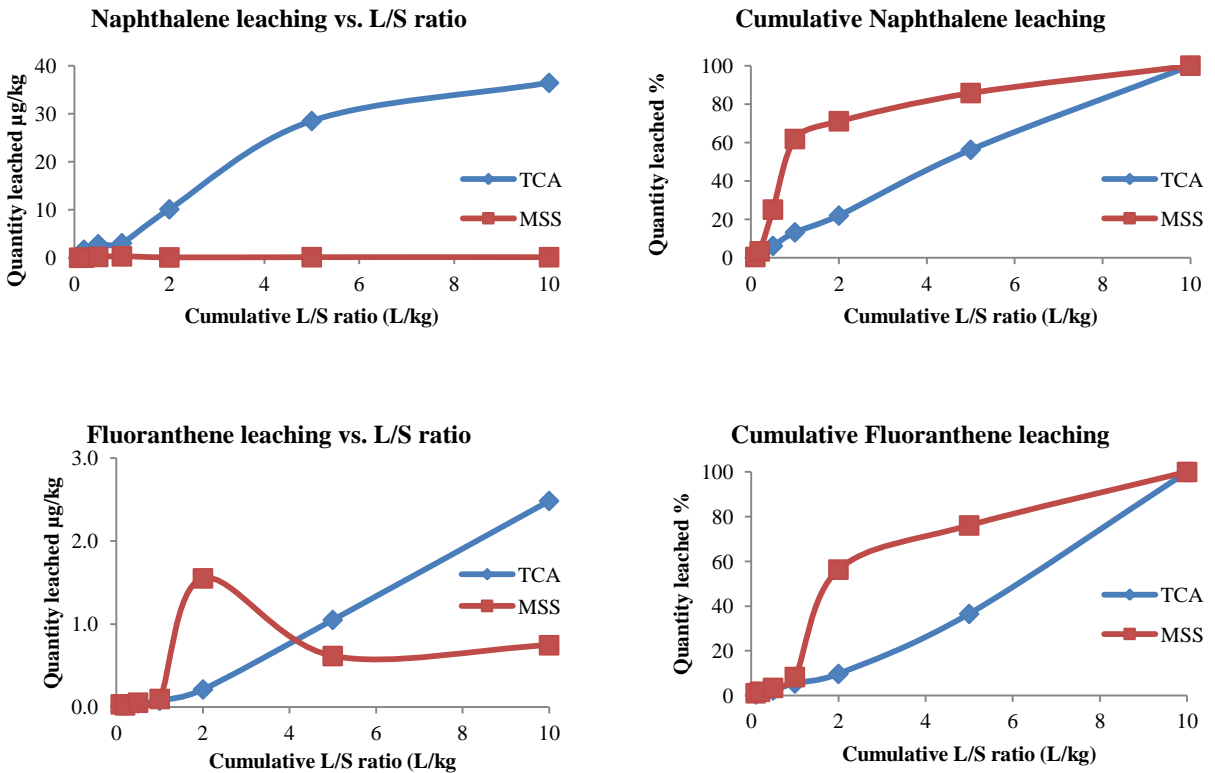 Naphthalene leaching vs. L/S ratio
Quantity leached µg/kg
40
30
20
10
0
0 2 4 6 8 10
Cumulative L/S ratio (L/kg)
TCA
MSS
Cumulative Naphthalene leaching
Quantity leached %
100
80
60
40
20
0
0 2 4 6 8 10
Cumulative L/S ratio (L/kg)
TCA
MSS
Fluoranthene leaching vs. L/S ratio
Quantity leached µg/kg
3.0
2.0
1.0
0.0
0 2 4 6 8 10
Cumulative L/S ratio (L/kg
TCA
MSS
Cumulative Fluoranthene leaching
Quantity leached %
100
80
60
40
20
0
0 2 4 6 8 10
Cumulative L/S ratio (L/kg)
TCA
MSS